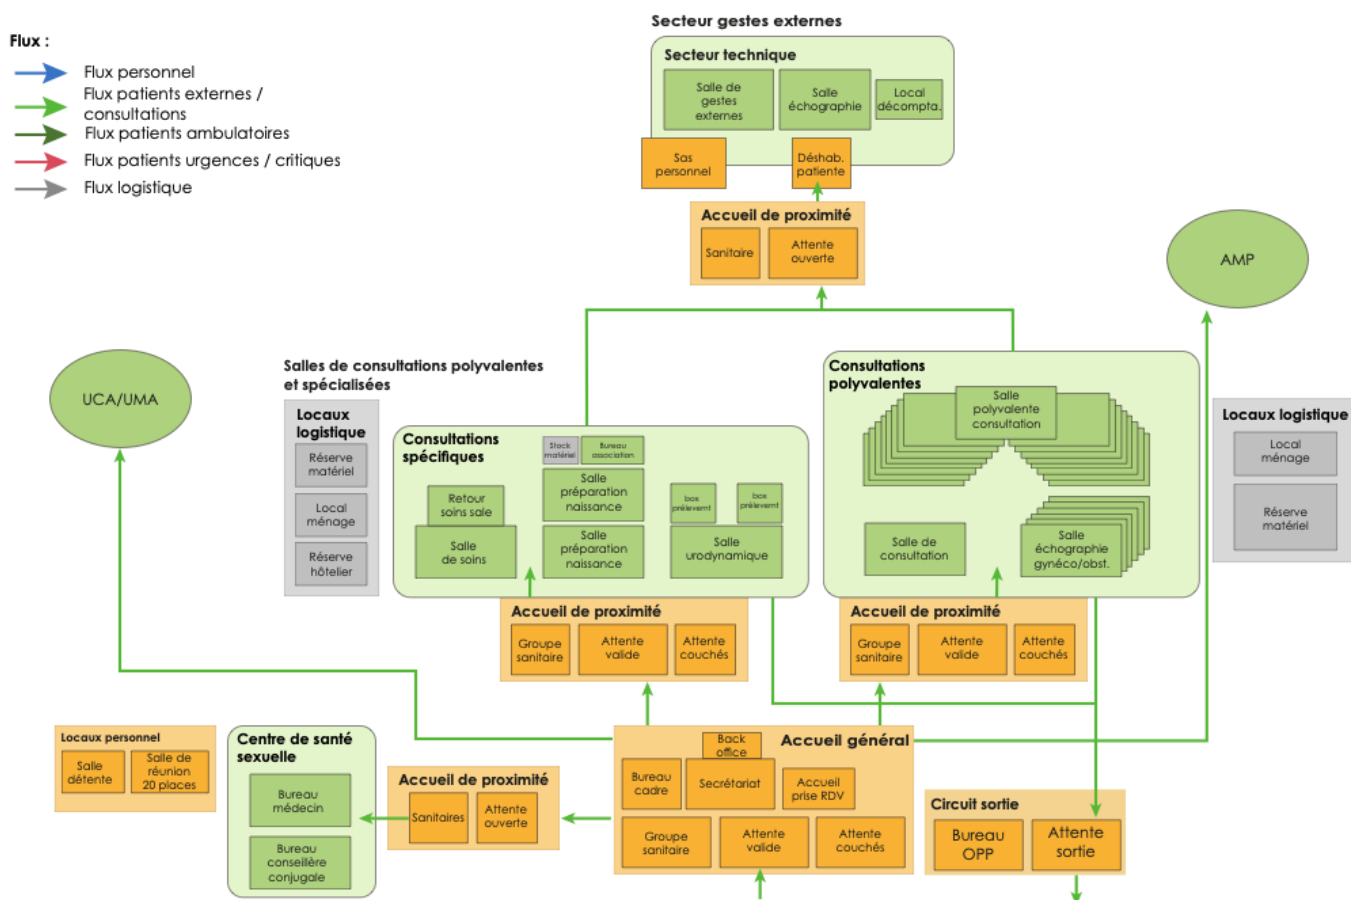 Secteur gestes externes
Flux :
Flux personnel
Flux patients externes /
consultations
Flux patients ambulatoires
Flux patients urgences / critiques
Flux logistique
Secteur technique
Salle de
gestes
externes
Salle
échographie
Local
décompta.
Sas
personnel
Déshab.
patiente
Accueil de proximité
Sanitaire
Attente
ouverte
AMP
UCA/UMA
Salles de consultations polyvalentes
et spécialisées
Locaux
logistique
Réserve
matériel
Local
ménage
Réserve
hôtelier
Consultations
spécifiques
Stock
matériel
Bureau
association
Retour
soins sale
Salle
de soins
Salle
préparation
naissance
Salle
préparation
naissance
box
prélevemt
box
prélevemt
Salle
urodynamique
Consultations
polyvalentes
Salle
polyvalente
consultation
Salle de
consultation
Salle
échographie
gynéco/obst.
Locaux logistique
Local
ménage
Réserve
matériel
Accueil de proximité
Groupe
sanitaire
Attente
valide
Attente
couchés
Accueil de proximité
Groupe
sanitaire
Attente
valide
Attente
couchés
Locaux personnel
Salle
détente
Salle de
réunion
20 places
Centre de santé
sexuelle
Bureau
médecin
Bureau
conseillère
conjugale
Accueil de proximité
Sanitaires
Attente
ouverte
Accueil général
Back
office
Bureau
cadre
Secrétariat
Accueil
prise RDV
Groupe
sanitaire
Attente
valide
Attente
couchés
Circuit sortie
Bureau
OPP
Attente
sortie